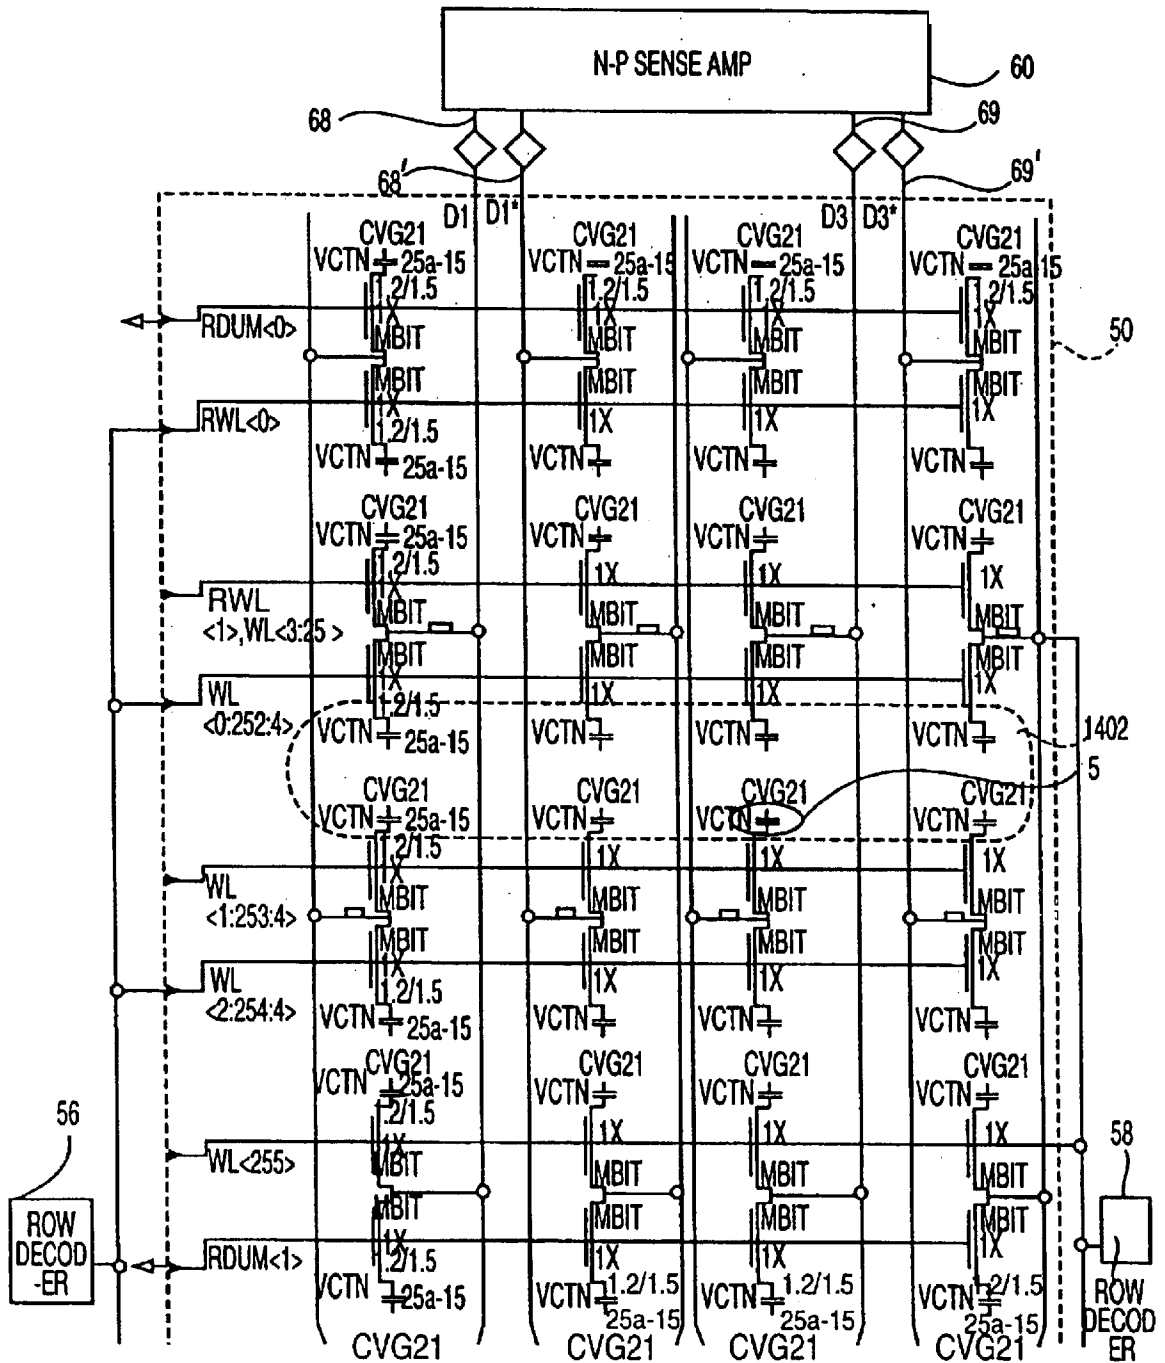 N-P SENSE AMP
60
68
69
68'
69'
D1 D1* D3 D3*
CVG21 CVG21 CVG21 CVG21
VCTN 25a-15 VCTN 25a-15 VCTN 25a-15 VCTN 25a-15
1.2/1.5 1.2/1.5 1.2/1.5 1.2/1.5
RDUM<0> 1X 1X 1X 1X
50
MBIT MBIT MBIT MBIT
MBIT MBIT MBIT MBIT
RWL<0> 1X 1X 1X 1X
1.2/1.5
VCTN 25a-15 VCTN VCTN VCTN
CVG21 CVG21 CVG21 CVG21
VCTN 25a-15 VCTN VCTN VCTN
1.2/1.5
1X 1X 1X 1X
RWL
<1>,WL<3:25 >
MBIT MBIT MBIT MBIT
MBIT MBIT MBIT MBIT
WL
<0:252:4>
1X 1X 1X 1X
1.2/1.5
VCTN 25a-15 VCTN VCTN VCTN
1402
5
CVG21 CVG21 CVG21 CVG21
VCTN 25a-15 VCTN VCTN VCTN
.2/1.5
1X 1X 1X 1X
WL
<1:253:4>
MBIT MBIT MBIT MBIT
MBIT MBIT MBIT MBIT
WL
<2:254:4>
1X 1X 1X 1X
1.2/1.5
VCTN 25a-15 VCTN VCTN VCTN
CVG21 CVG21 CVG21 CVG21
VCTN 25a-15 VCTN VCTN VCTN
.2/1.5
56
58
WL<255> 1X 1X 1X 1X
MBIT MBIT MBIT MBIT
MBIT MBIT MBIT MBIT
ROW
DECOD
-ER
RDUM<1> 1X 1X 1X 1X
.2/1.5
VCTN 25a-15 VCTN 1.2/1.5 VCTN 1.2/1.5 VCTN .2/1.5
25a-15 25a-15 25a-15
ROW
DECOD
ER
CVG21 CVG21 CVG21 CVG21